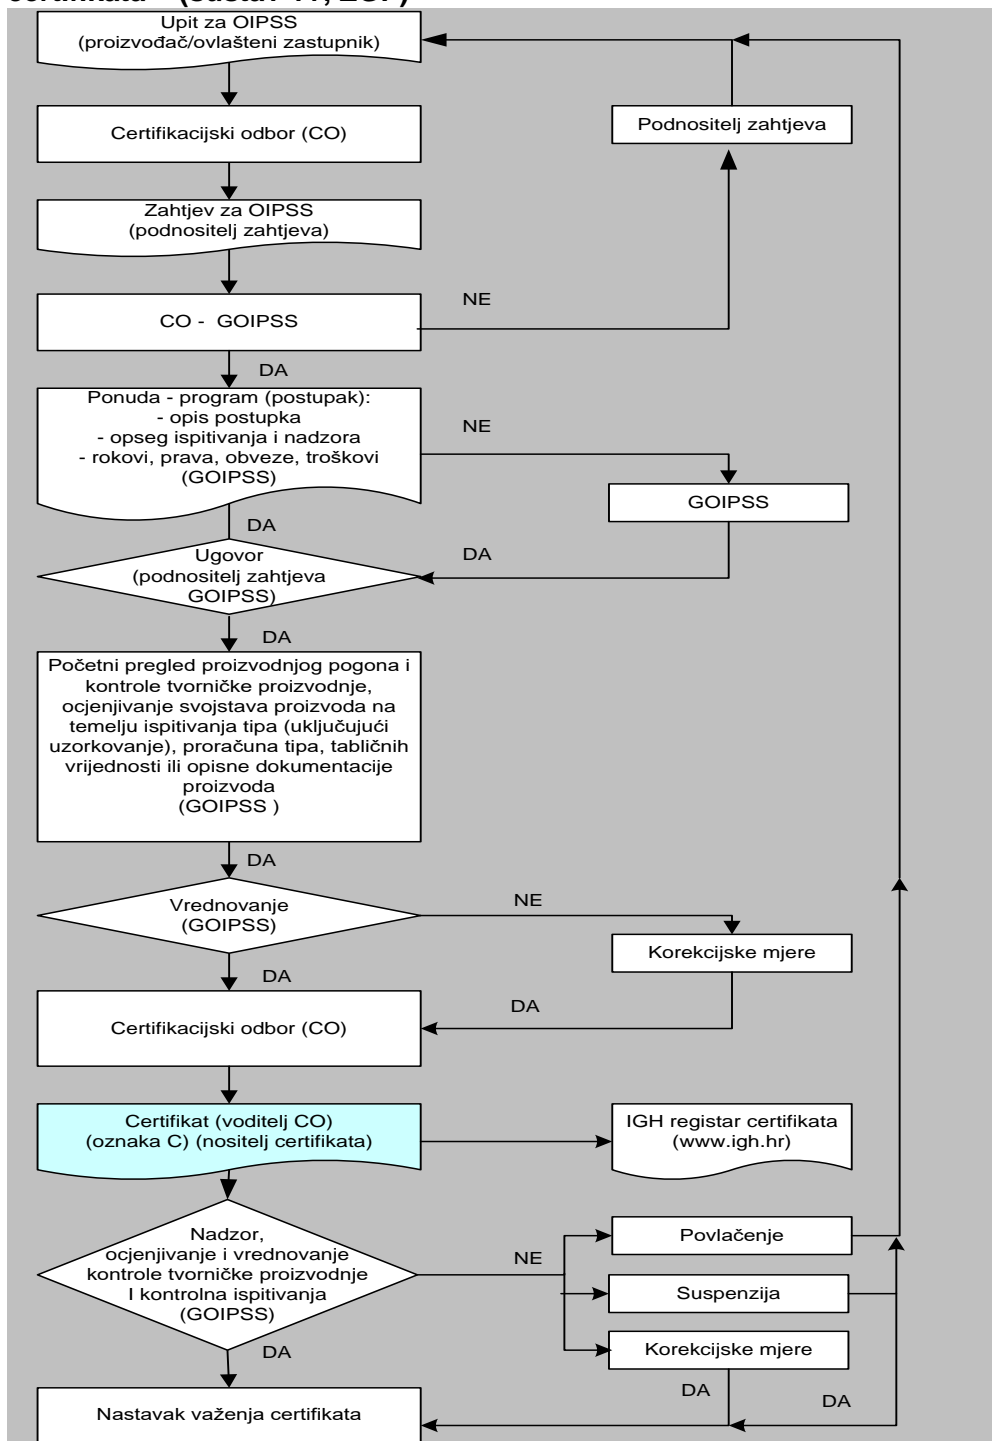 Upit za OIPSS
(proizvođač/ovlašteni zastupnik)
Certifikacijski odbor (CO)
Podnositelj zahtjeva
Zahtjev za OIPSS
(podnositelj zahtjeva)
CO - GOIPSS
NE
DA
Ponuda - program (postupak):
- opis postupka
- opseg ispitivanja i nadzora
- rokovi, prava, obveze, troškovi
(GOIPSS)
NE
GOIPSS
DA
Ugovor
(podnositelj zahtjeva
GOIPSS)
DA
DA
Početni pregled proizvodnjog pogona i
kontrole tvorničke proizvodnje,
ocjenjivanje svojstava proizvoda na
temelju ispitivanja tipa (uključujući
uzorkovanje), proračuna tipa, tabličnih
vrijednosti ili opisne dokumentacije
proizvoda
(GOIPSS )
DA
Vrednovanje
(GOIPSS)
NE
Korekcijske mjere
DA
DA
Certifikacijski odbor (CO)
Certifikat (voditelj CO)
(oznaka C) (nositelj certifikata)
IGH registar certifikata
(www.igh.hr)
Nadzor,
ocjenjivanje i vrednovanje
kontrole tvorničke proizvodnje
I kontrolna ispitivanja
(GOIPSS)
NE
Povlačenje
Suspenzija
Korekcijske mjere
DA
DA
DA
Nastavak važenja certifikata